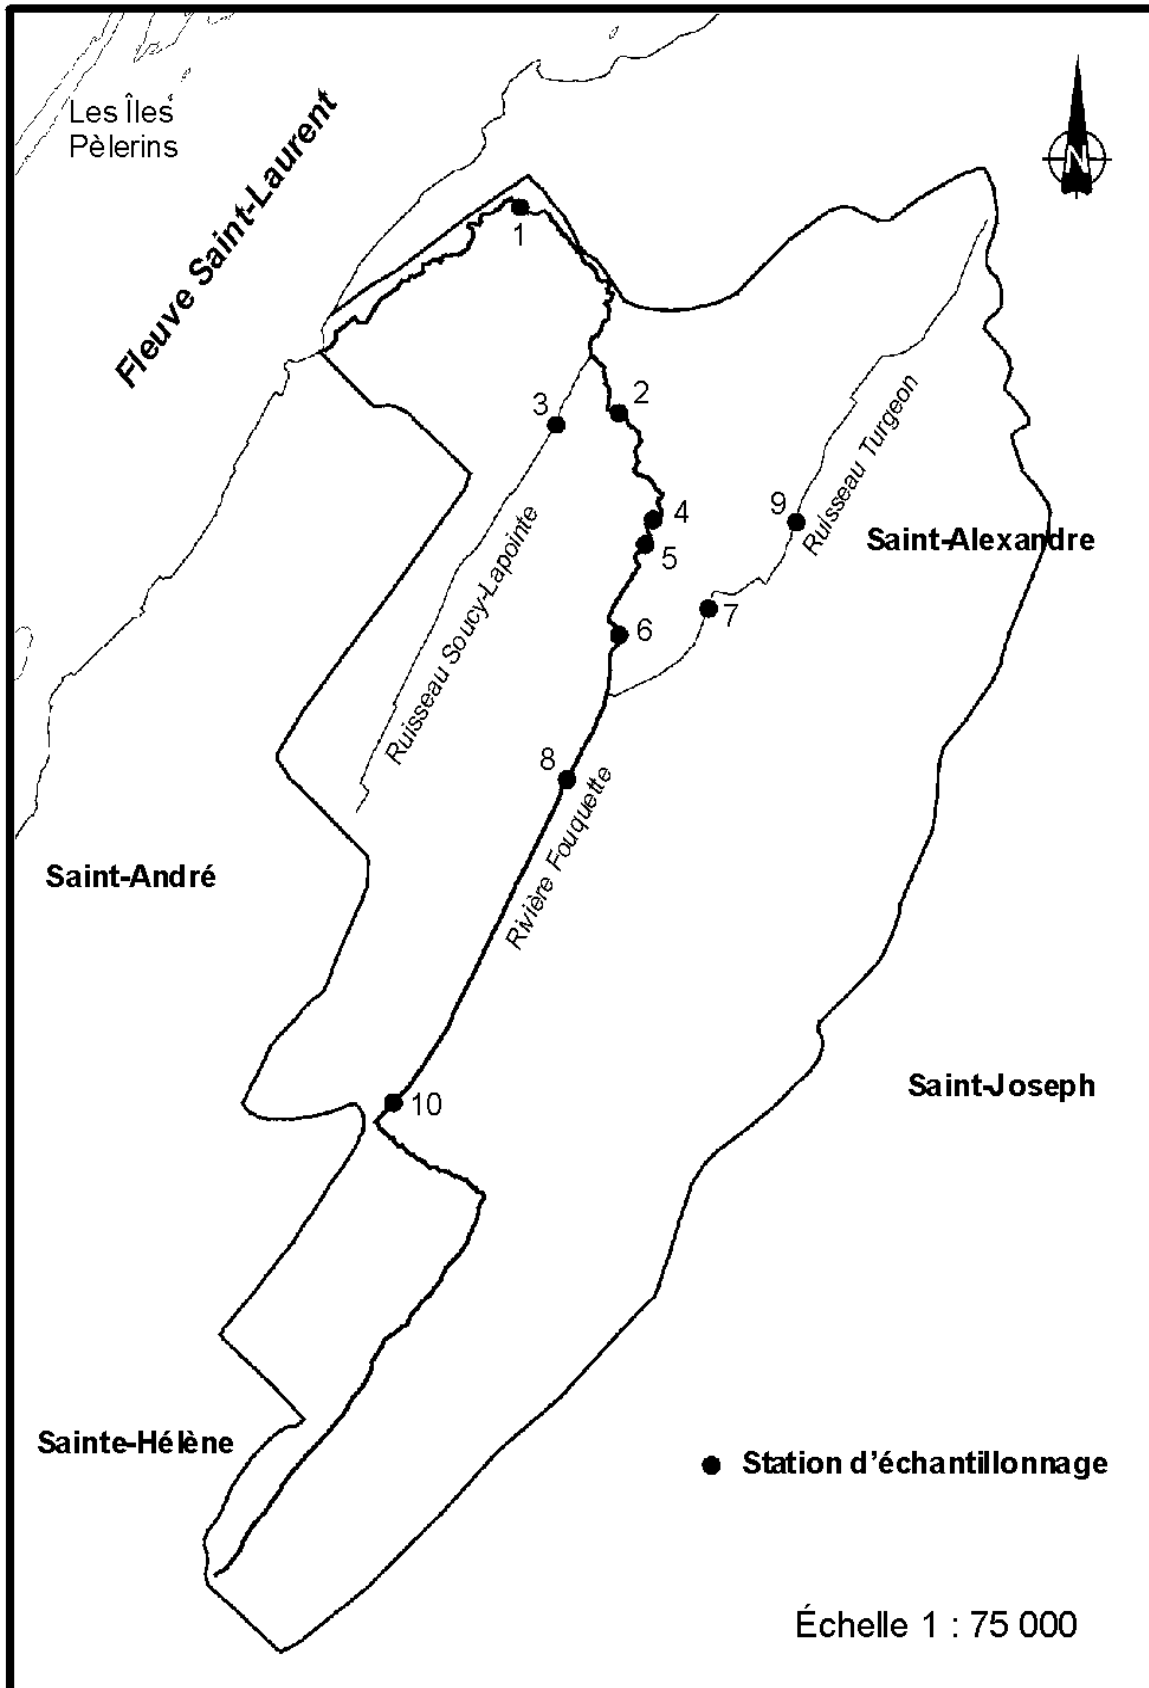 Les Îles
Pèlerins
Fleuve Saint-Laurent
N
1
2
3
4
5
6
7
8
9
10
Ruisseau Soucy-Lapointe
Ruisseau Turgeon
Rivière Fouquette
Saint-Alexandre
Saint-André
Saint-Joseph
Sainte-Hélène
Station d'échantillonnage
Échelle 1 : 75 000